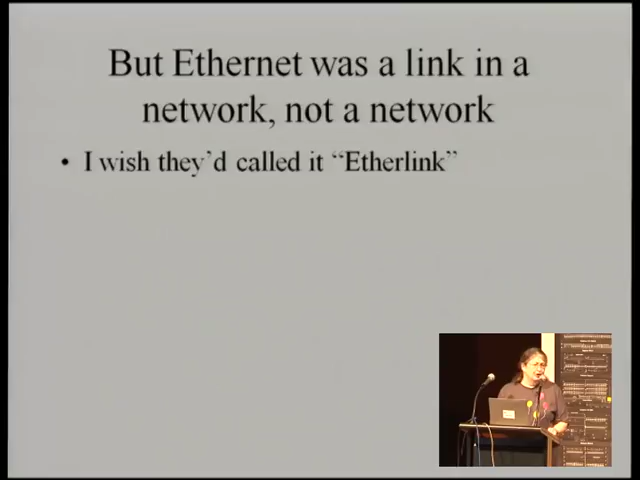 But Ethernet was a link in a
network, not a network
• I wish they'd called it “Etherlink”